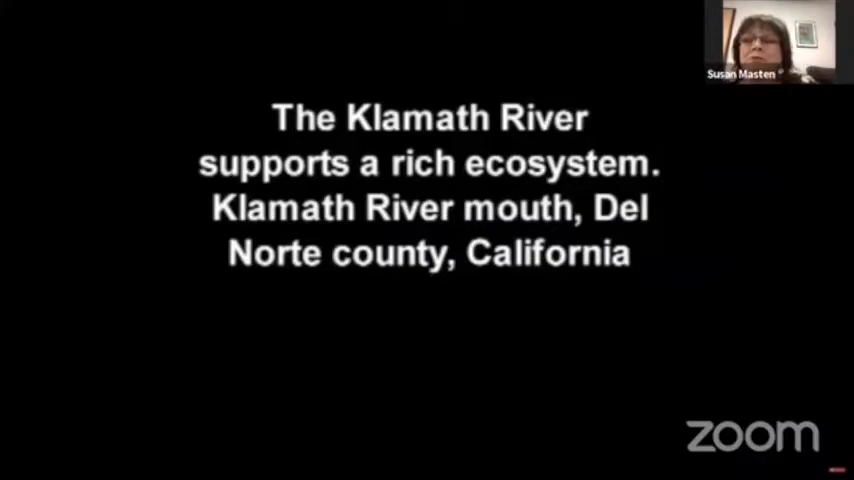 Susan Masten
The Klamath River
supports a rich ecosystem.
Klamath River mouth, Del
Norte county, California
zoom